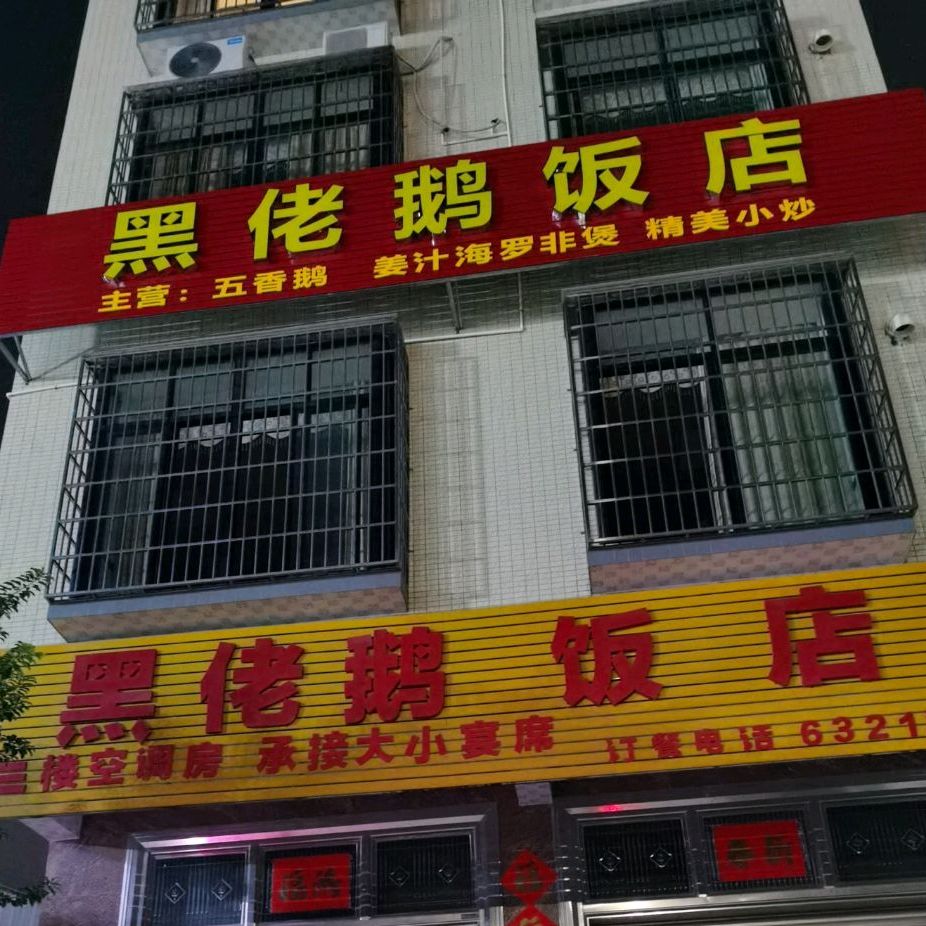 黑佬鹅饭店
主营：五香鹅 姜汁海罗非煲 精美小炒
黑佬鹅饭店
三楼空调房 承接大小宴席 订餐电话 6321